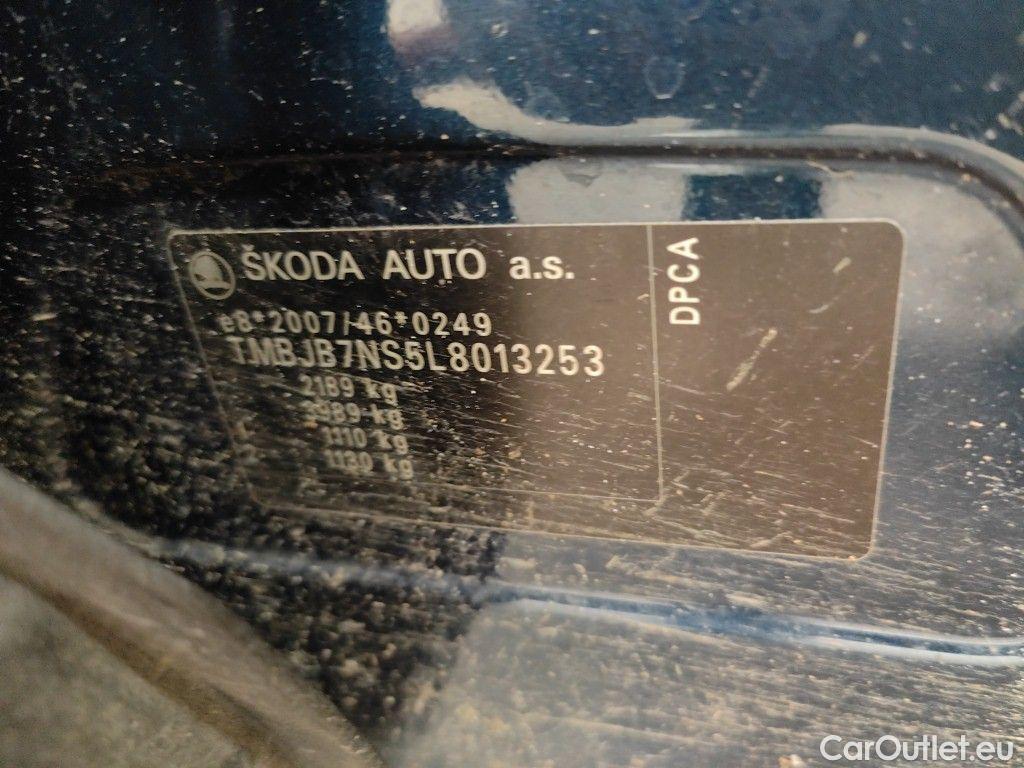 ŠKODA AUTO a.s.
DPCA
e8*2007/46*0249
TMBJB7NS5L8013253
2189 kg
3989 kg
1110 kg
1130 kg
CarOutlet.eu